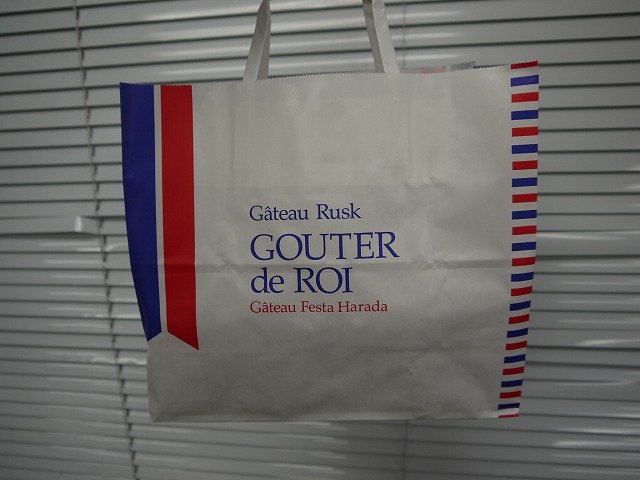 Gâteau Rusk
GOUTER
de ROI
Gâteau Festa Harada